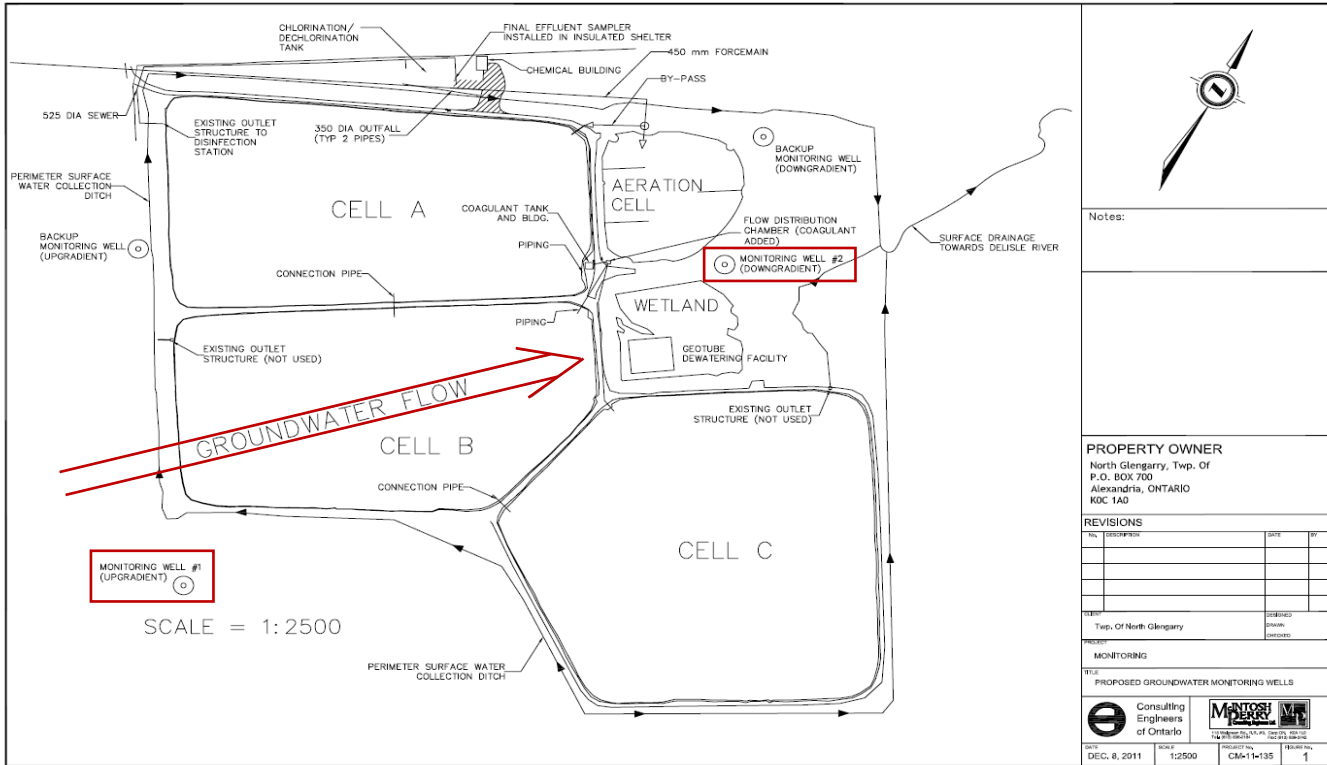 CHLORINATION/
DECHLORINATION
TANK
FINAL EFFLUENT SAMPLER
INSTALLED IN INSULATED SHELTER
450 mm FORCEMAIN
CHEMICAL BUILDING
BY-PASS
525 DIA SEWER
EXISTING OUTLET
STRUCTURE TO
DISINFECTION
STATION
350 DIA OUTFALL
(TYP 2 PIPES)
BACKUP
MONITORING WELL
(DOWNGRADIENT)
PERIMETER SURFACE
WATER COLLECTION
DITCH
AERATION
CELL
CELL A
COAGULANT TANK
AND BLDG.
FLOW DISTRIBUTION
CHAMBER (COAGULANT
ADDED)
BACKUP
MONITORING WELL
(UPGRADIENT)
PIPING
MONITORING WELL #2
(DOWNGRADIENT)
SURFACE DRAINAGE
TOWARDS DELISLE RIVER
CONNECTION PIPE
WETLAND
PIPING
EXISTING OUTLET
STRUCTURE (NOT USED)
GEOTUBE
DEWATERING FACILITY
GROUNDWATER FLOW
EXISTING OUTLET
STRUCTURE (NOT USED)
CELL B
CONNECTION PIPE
CELL C
MONITORING WELL #1
(UPGRADIENT)
SCALE = 1:2500
PERIMETER SURFACE WATER
COLLECTION DITCH
Z
Notes:
PROPERTY OWNER
North Glengarry, Twp. Of
P.O. BOX 700
Alexandria, ONTARIO
K0C 1A0
REVISIONS
No. DESCRIPTION DATE BY
CLIENT
Twp. Of North Glengarry
DESIGNED
DRAWN
CHECKED
PROJECT
MONITORING
TITLE
PROPOSED GROUNDWATER MONITORING WELLS
Consulting
Engineers
of Ontario
McINTOSH
PERRY
Consulting Engineers Ltd.
DATE
DEC. 8, 2011
SCALE
1:2500
PROJECT No.
CM-11-135
FIGURE No.
1